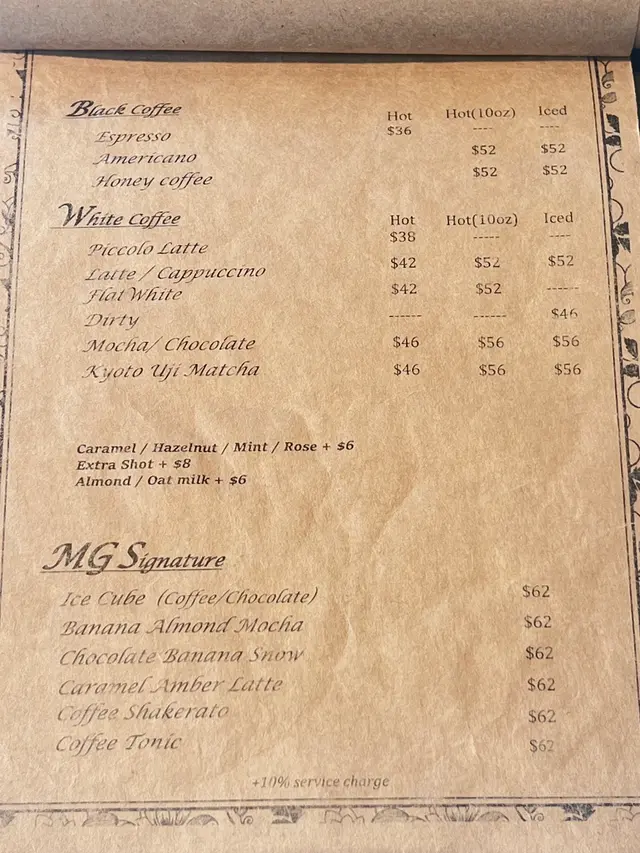 Black Coffee Hot Hot(10oz) Iced
Espresso $36 ---- ----
Americano $52 $52
Honey coffee $52 $52
White Coffee Hot Hot(10oz) Iced
Piccolo Latte $38 ----- ----
Latte / Cappuccino $42 $52 $52
Flat White $42 $52 ------
Dirty ------ ------ $46
Mocha/ Chocolate $46 $56 $56
Kyoto Uji Matcha $46 $56 $56
Caramel / Hazelnut / Mint / Rose + $6
Extra Shot + $8
Almond / Oat milk + $6
MG Signature
Ice Cube (Coffee/Chocolate) $62
Banana Almond Mocha $62
Chocolate Banana Snow $62
Caramel Amber Latte $62
Coffee Shakerato $62
Coffee Tonic $62
+10% service charge